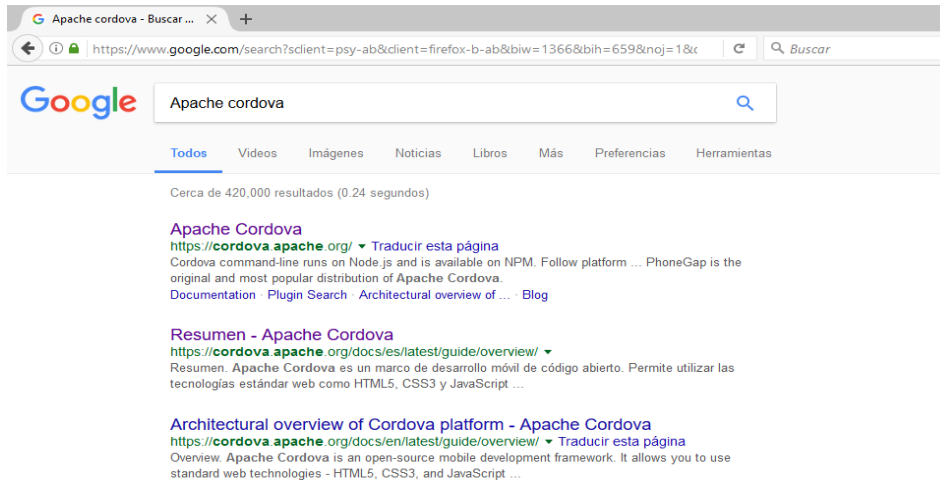 Apache cordova - Buscar ...
https://www.google.com/search?sclient=psy-ab&client=firefox-b-ab&biw=1366&bih=659&noj=1&c
Buscar
Google
Apache cordova
Todos Videos Imágenes Noticias Libros Más Preferencias Herramientas
Cerca de 420,000 resultados (0.24 segundos)
Apache Cordova
https://cordova.apache.org/ Traducir esta página
Cordova command-line runs on Node.js and is available on NPM. Follow platform ... PhoneGap is the
original and most popular distribution of Apache Cordova.
Documentation · Plugin Search · Architectural overview of ... · Blog
Resumen - Apache Cordova
https://cordova.apache.org/docs/es/latest/guide/overview/
Resumen. Apache Cordova es un marco de desarrollo móvil de código abierto. Permite utilizar las
tecnologías estándar web como HTML5, CSS3 y JavaScript ...
Architectural overview of Cordova platform - Apache Cordova
https://cordova.apache.org/docs/en/latest/guide/overview/ Traducir esta página
Overview. Apache Cordova is an open-source mobile development framework. It allows you to use
standard web technologies - HTML5, CSS3, and JavaScript ...